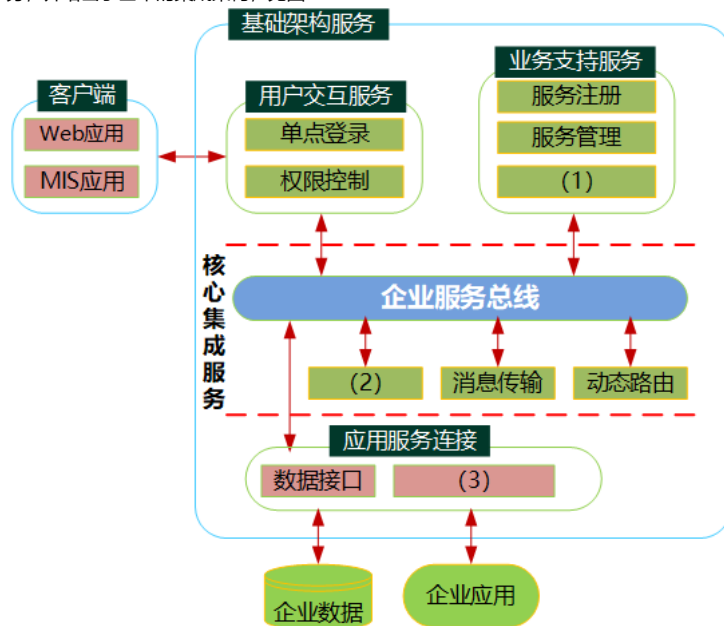 基础架构服务
业务支持服务
客户端
用户交互服务
服务注册
Web应用
单点登录
服务管理
MIS应用
权限控制
(1)
核心集成服务
企业服务总线
(2)
消息传输
动态路由
应用服务连接
数据接口
(3)
企业数据
企业应用